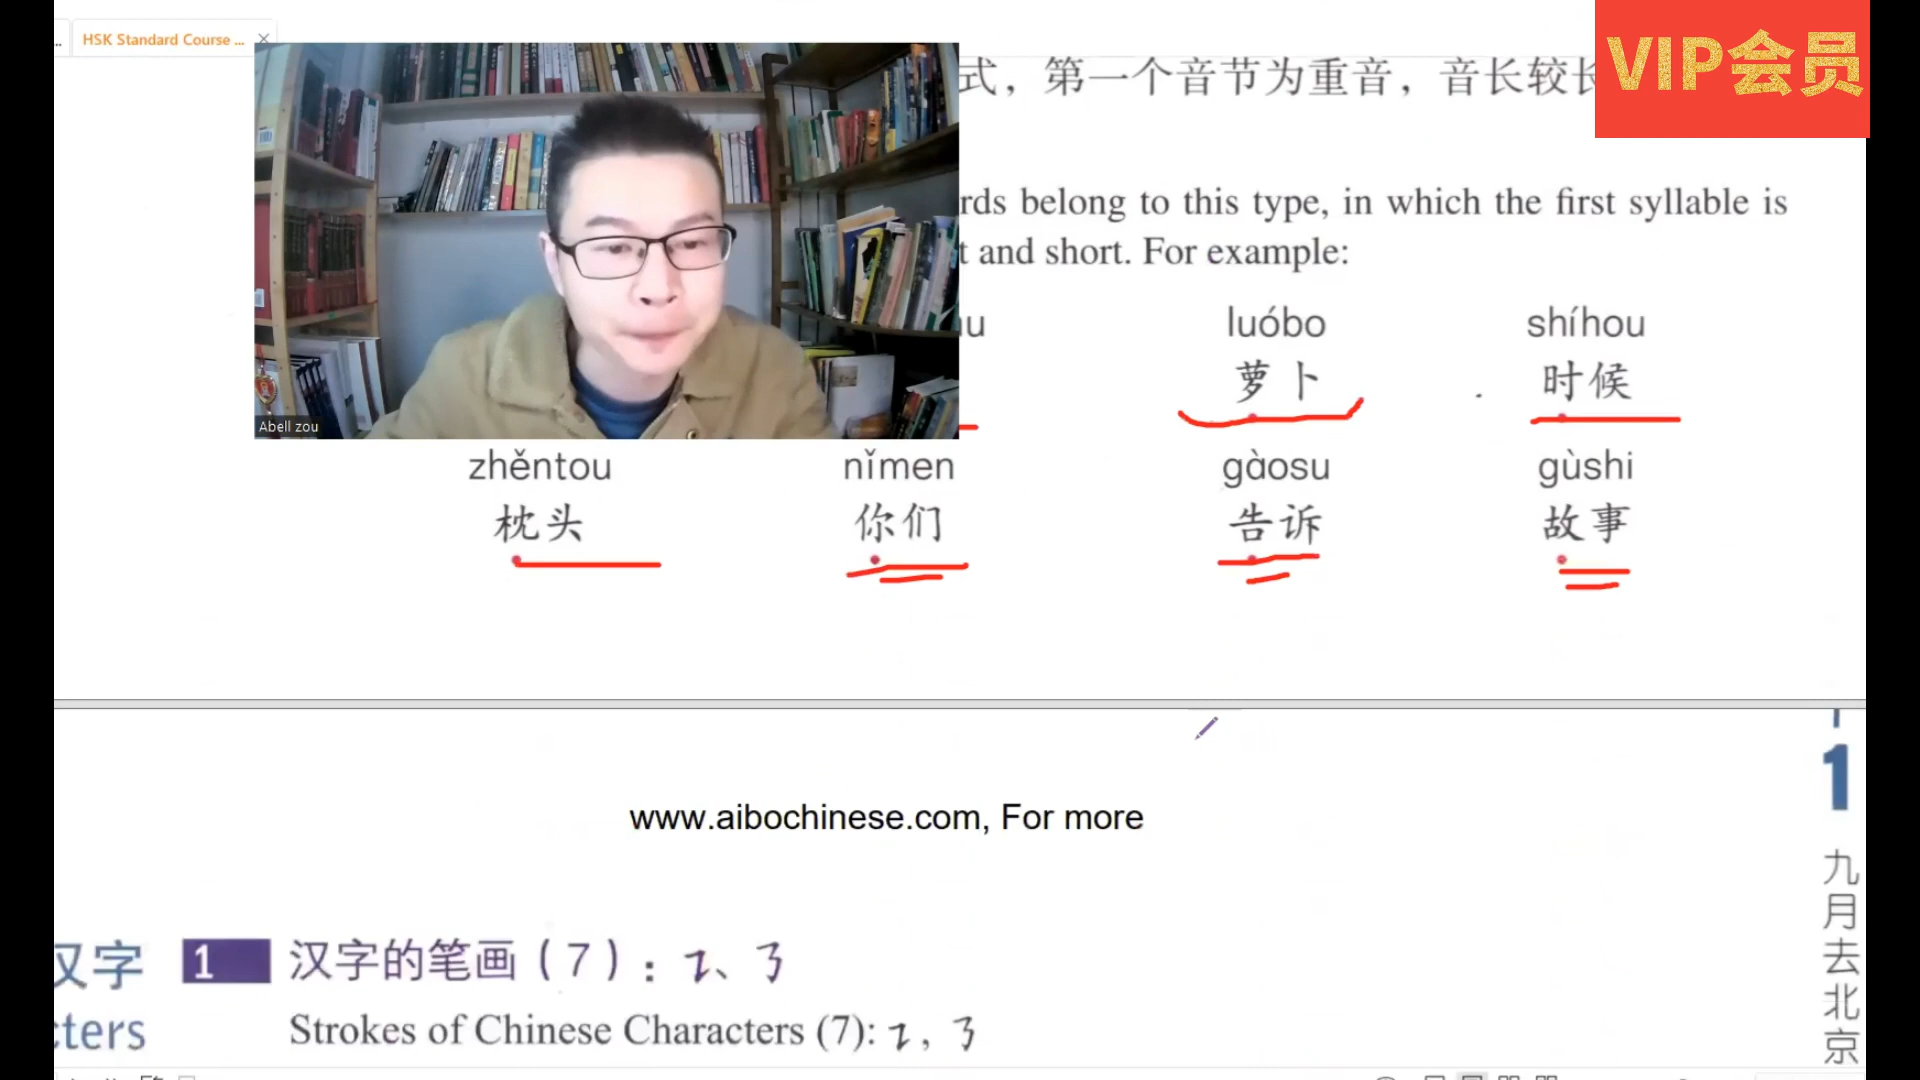 HSK Standard Course ...
VIP会员
式，第一个音节为重音，音长较长
rds belong to this type, in which the first syllable is
t and short. For example:
luóbo shíhou
萝卜 时候
Abell zou
zhěntou nǐmen gàosu gùshi
枕头 你们 告诉 故事
www.aibochinese.com, For more
1
九月去北京
汉字 1 汉字的笔画（7）：㇈、㇌
cters Strokes of Chinese Characters (7):